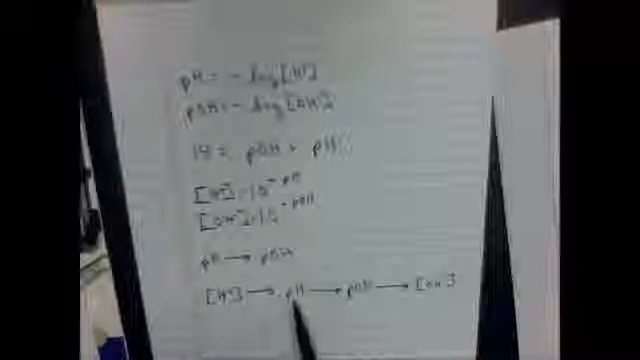 pH = - log [H⁺]
pOH = - log [OH⁻]
14 = pOH + pH
[H⁺] = 10^-pH
[OH⁻] = 10^-pOH
pH → pOH
[H⁺] → pH → pOH → [OH⁻]